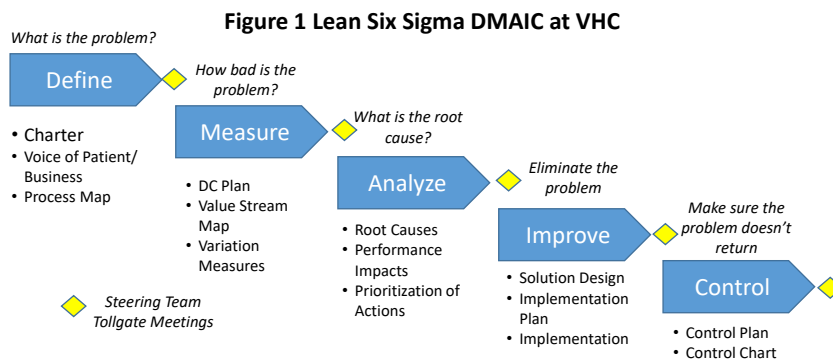 Figure 1 Lean Six Sigma DMAIC at VHC
What is the problem?
Define
• Charter
• Voice of Patient/
Business
• Process Map
How bad is the
problem?
Measure
• DC Plan
• Value Stream
Map
• Variation
Measures
What is the root
cause?
Analyze
• Root Causes
• Performance
Impacts
• Prioritization of
Actions
Eliminate the
problem
Improve
• Solution Design
• Implementation
Plan
• Implementation
Make sure the
problem doesn't
return
Control
• Control Plan
• Control Chart
Steering Team
Tollgate Meetings